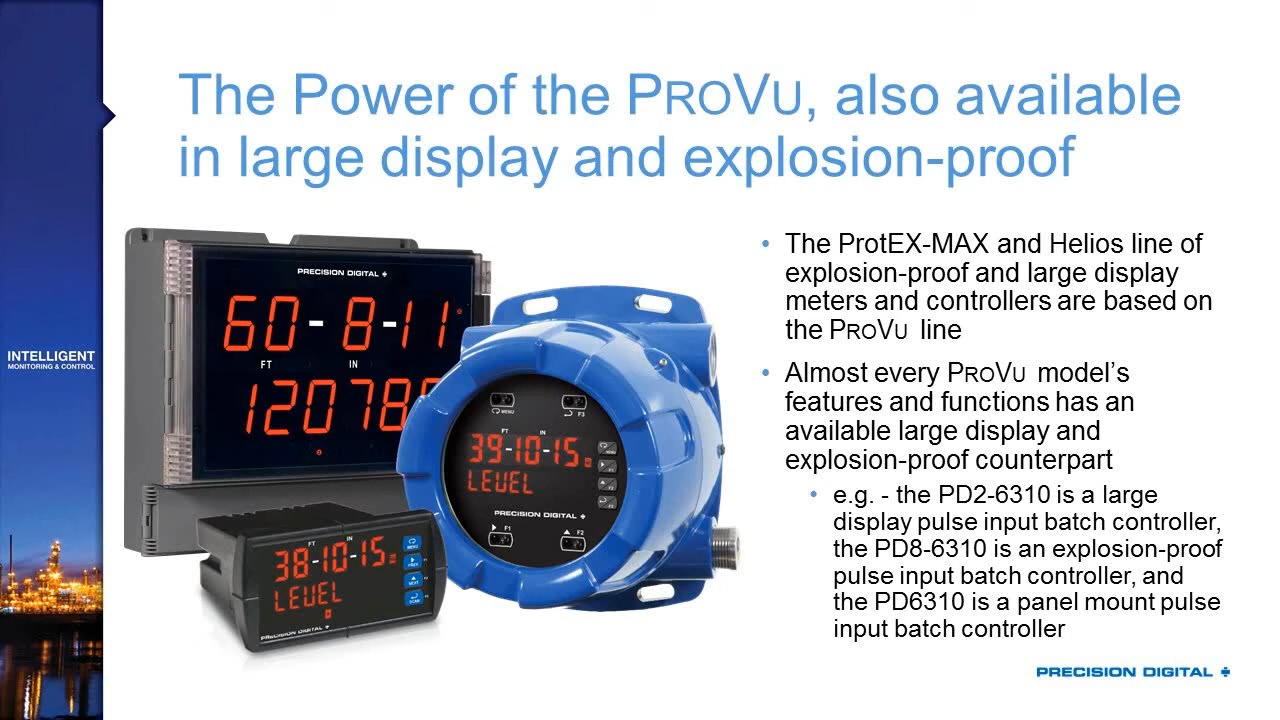 The Power of the PROVU, also available
in large display and explosion-proof
INTELLIGENT
MONITORING & CONTROL
PRECISION DIGITAL
60-8-11
FT IN
12078
MENU F3
FT IN
39-10-15
LEVEL
MENU
F1
F2
F3
PRECISION DIGITAL
F1 F2
FT IN
38-10-15
LEVEL
MENU
PREV
NEXT
SCAN
PRECISION DIGITAL
• The ProtEX-MAX and Helios line of
explosion-proof and large display
meters and controllers are based on
the PROVU line
• Almost every PROVU model’s
features and functions has an
available large display and
explosion-proof counterpart
• e.g. - the PD2-6310 is a large
display pulse input batch controller,
the PD8-6310 is an explosion-proof
pulse input batch controller, and
the PD6310 is a panel mount pulse
input batch controller
PRECISION DIGITAL